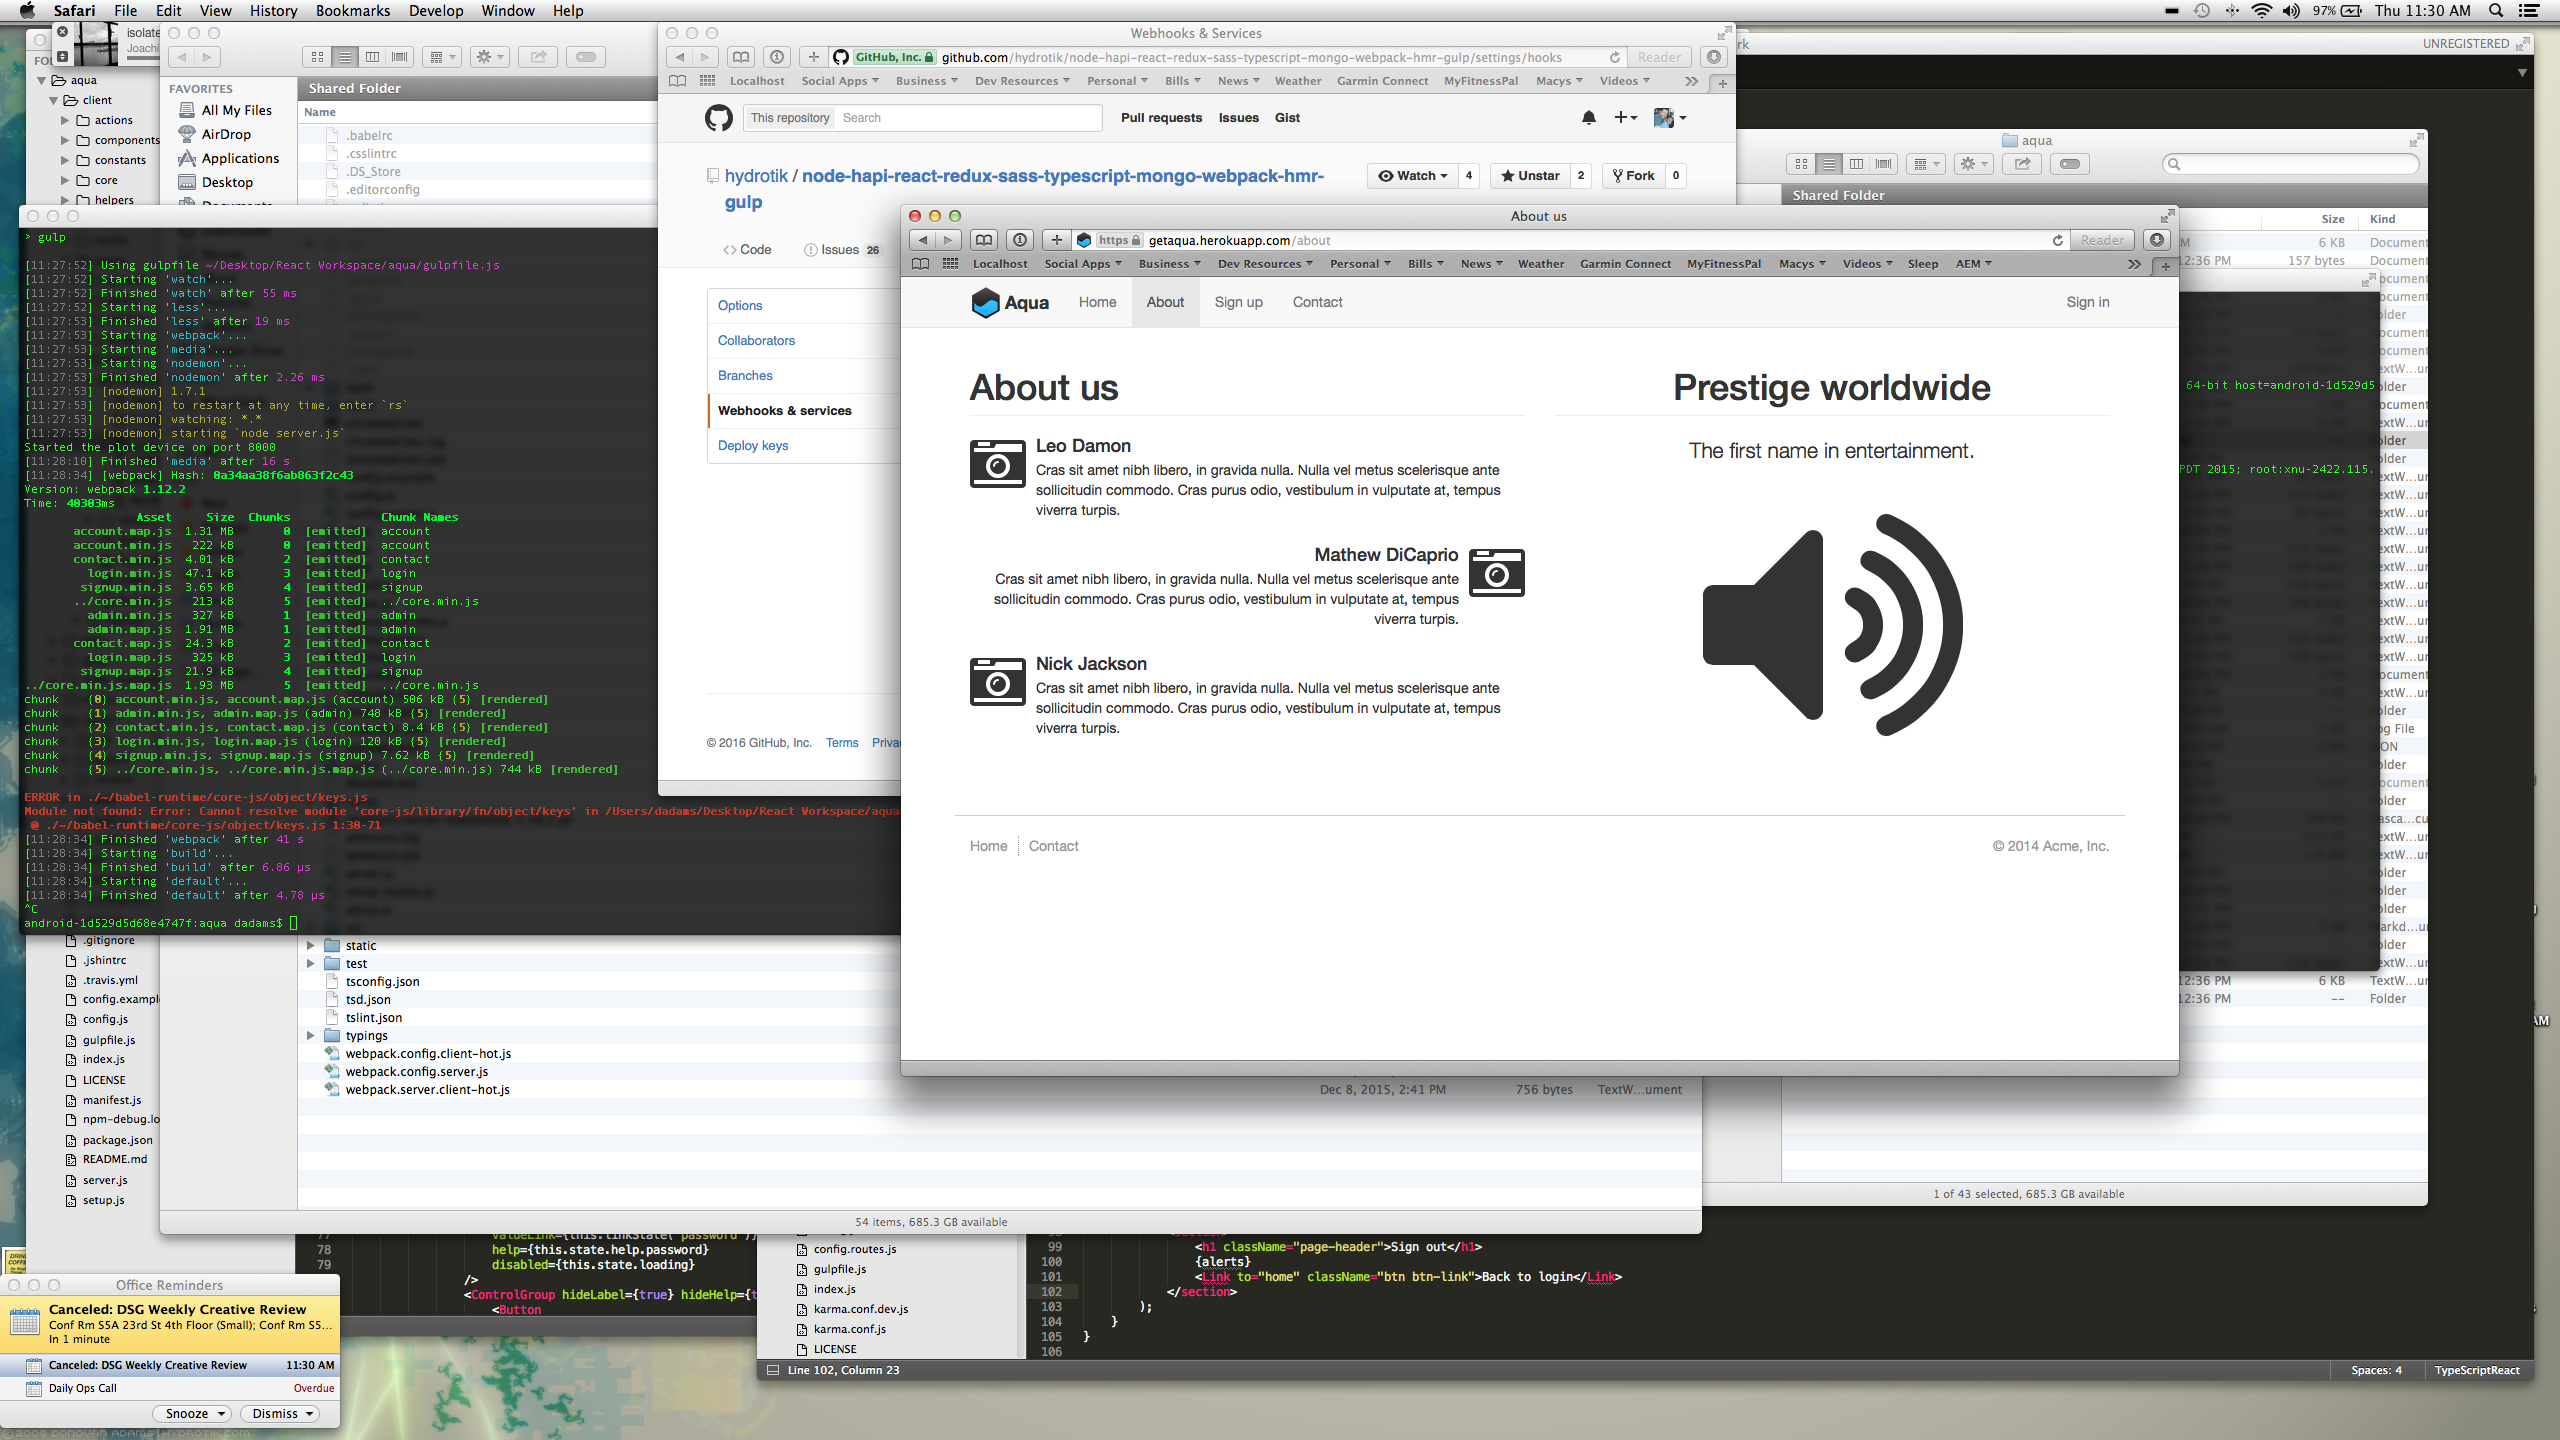 Safari File Edit View History Bookmarks Develop Window Help
97% Thu 11:30 AM
isolate
Joachi
aqua
client
actions
components
constants
core
helpers
FAVORITES
All My Files
AirDrop
Applications
Desktop
Shared Folder
Name
.babelrc
.csslintrc
.DS_Store
.editorconfig
Webhooks & Services
GitHub, Inc. github.com/hydrotik/node-hapi-react-redux-sass-typescript-mongo-webpack-hmr-gulp/settings/hooks Reader
Localhost Social Apps Business Dev Resources Personal Bills News Weather Garmin Connect MyFitnessPal Macys Videos
This repository Search Pull requests Issues Gist
hydrotik / node-hapi-react-redux-sass-typescript-mongo-webpack-hmr-
gulp
Watch 4 Unstar 2 Fork 0
Code Issues 26
Options
Collaborators
Branches
Webhooks & services
Deploy keys
© 2016 GitHub, Inc. Terms Priva
UNREGISTERED
aqua
Shared Folder
Size Kind
6 KB Document
12:36 PM 157 bytes
64-bit host=android-1d529d5
PDT 2015; root:xnu-2422.115.
12:36 PM 6 KB TextW...ument
12:36 PM -- Folder
1 of 43 selected, 685.3 GB available
> gulp
[11:27:52] Using gulpfile ~/Desktop/React Workspace/aqua/gulpfile.js
[11:27:52] Starting 'watch'...
[11:27:52] Finished 'watch' after 55 ms
[11:27:52] Starting 'less'...
[11:27:53] Finished 'less' after 19 ms
[11:27:53] Starting 'webpack'...
[11:27:53] Starting 'media'...
[11:27:53] Starting 'nodemon'...
[11:27:53] Finished 'nodemon' after 2.26 ms
[11:27:53] [nodemon] 1.7.1
[11:27:53] [nodemon] to restart at any time, enter `rs`
[11:27:53] [nodemon] watching: *.*
[11:27:53] [nodemon] starting `node server.js`
Started the plot device on port 8000
[11:28:10] Finished 'media' after 16 s
[11:28:34] [webpack] Hash: 0a34aa38f6ab863f2c43
Version: webpack 1.12.2
Time: 40303ms
Asset Size Chunks Chunk Names
account.map.js 1.31 MB 0 [emitted] account
account.min.js 222 kB 0 [emitted] account
contact.min.js 4.01 kB 2 [emitted] contact
login.min.js 47.1 kB 3 [emitted] login
signup.min.js 3.65 kB 4 [emitted] signup
../core.min.js 213 kB 5 [emitted] ../core.min.js
admin.min.js 327 kB 1 [emitted] admin
admin.map.js 1.91 MB 1 [emitted] admin
contact.map.js 24.3 kB 2 [emitted] contact
login.map.js 325 kB 3 [emitted] login
signup.map.js 21.9 kB 4 [emitted] signup
../core.min.js.map.js 1.93 MB 5 [emitted] ../core.min.js
chunk {0} account.min.js, account.map.js (account) 506 kB {5} [rendered]
chunk {1} admin.min.js, admin.map.js (admin) 748 kB {5} [rendered]
chunk {2} contact.min.js, contact.map.js (contact) 8.4 kB {5} [rendered]
chunk {3} login.min.js, login.map.js (login) 120 kB {5} [rendered]
chunk {4} signup.min.js, signup.map.js (signup) 7.62 kB {5} [rendered]
chunk {5} ../core.min.js, ../core.min.js.map.js (../core.min.js) 744 kB [rendered]
ERROR in ./~/babel-runtime/core-js/object/keys.js
Module not found: Error: Cannot resolve module 'core-js/library/fn/object/keys' in /Users/dadams/Desktop/React Workspace/aqua
@ ./~/babel-runtime/core-js/object/keys.js 1:30-71
[11:28:34] Finished 'webpack' after 41 s
[11:28:34] Starting 'build'...
[11:28:34] Finished 'build' after 6.86 μs
[11:28:34] Starting 'default'...
[11:28:34] Finished 'default' after 4.78 μs
^C
android-1d529d5d68e4747f:aqua dadams$
About us
https getaqua.herokuapp.com/about Reader
Localhost Social Apps Business Dev Resources Personal Bills News Weather Garmin Connect MyFitnessPal Macys Videos Sleep AEM
Aqua Home About Sign up Contact Sign in
About us
Leo Damon
Cras sit amet nibh libero, in gravida nulla. Nulla vel metus scelerisque ante
sollicitudin commodo. Cras purus odio, vestibulum in vulputate at, tempus
viverra turpis.
Mathew DiCaprio
Cras sit amet nibh libero, in gravida nulla. Nulla vel metus scelerisque ante
sollicitudin commodo. Cras purus odio, vestibulum in vulputate at, tempus
viverra turpis.
Nick Jackson
Cras sit amet nibh libero, in gravida nulla. Nulla vel metus scelerisque ante
sollicitudin commodo. Cras purus odio, vestibulum in vulputate at, tempus
viverra turpis.
Prestige worldwide
The first name in entertainment.
Home Contact © 2014 Acme, Inc.
.gitignore
.jshintrc
.travis.yml
config.exampl
config.js
gulpfile.js
index.js
LICENSE
manifest.js
npm-debug.lo
package.json
README.md
server.js
setup.js
static
test
tsconfig.json
tsd.json
tslint.json
typings
webpack.config.client-hot.js
webpack.config.server.js
webpack.server.client-hot.js Dec 8, 2015, 2:41 PM 756 bytes TextW...ument
54 items, 685.3 GB available
78 help={this.state.help.password}
79 disabled={this.state.loading}
/>
<ControlGroup hideLabel={true} hideHelp={t
<Button
config.routes.js
gulpfile.js
index.js
karma.conf.dev.js
karma.conf.js
LICENSE
99 <h1 className="page-header">Sign out</h1>
100 {alerts}
101 <Link to="home" className="btn btn-link">Back to login</Link>
102 </section>
103 );
104 }
105 }
106
Line 102, Column 23 Spaces: 4 TypeScriptReact
Office Reminders
Canceled: DSG Weekly Creative Review
Conf Rm S5A 23rd St 4th Floor (Small); Conf Rm S5...
In 1 minute
Canceled: DSG Weekly Creative Review 11:30 AM
Daily Ops Call Overdue
Snooze Dismiss
© 2008 DONOVAN ADAMS | HYDROTIK.COM